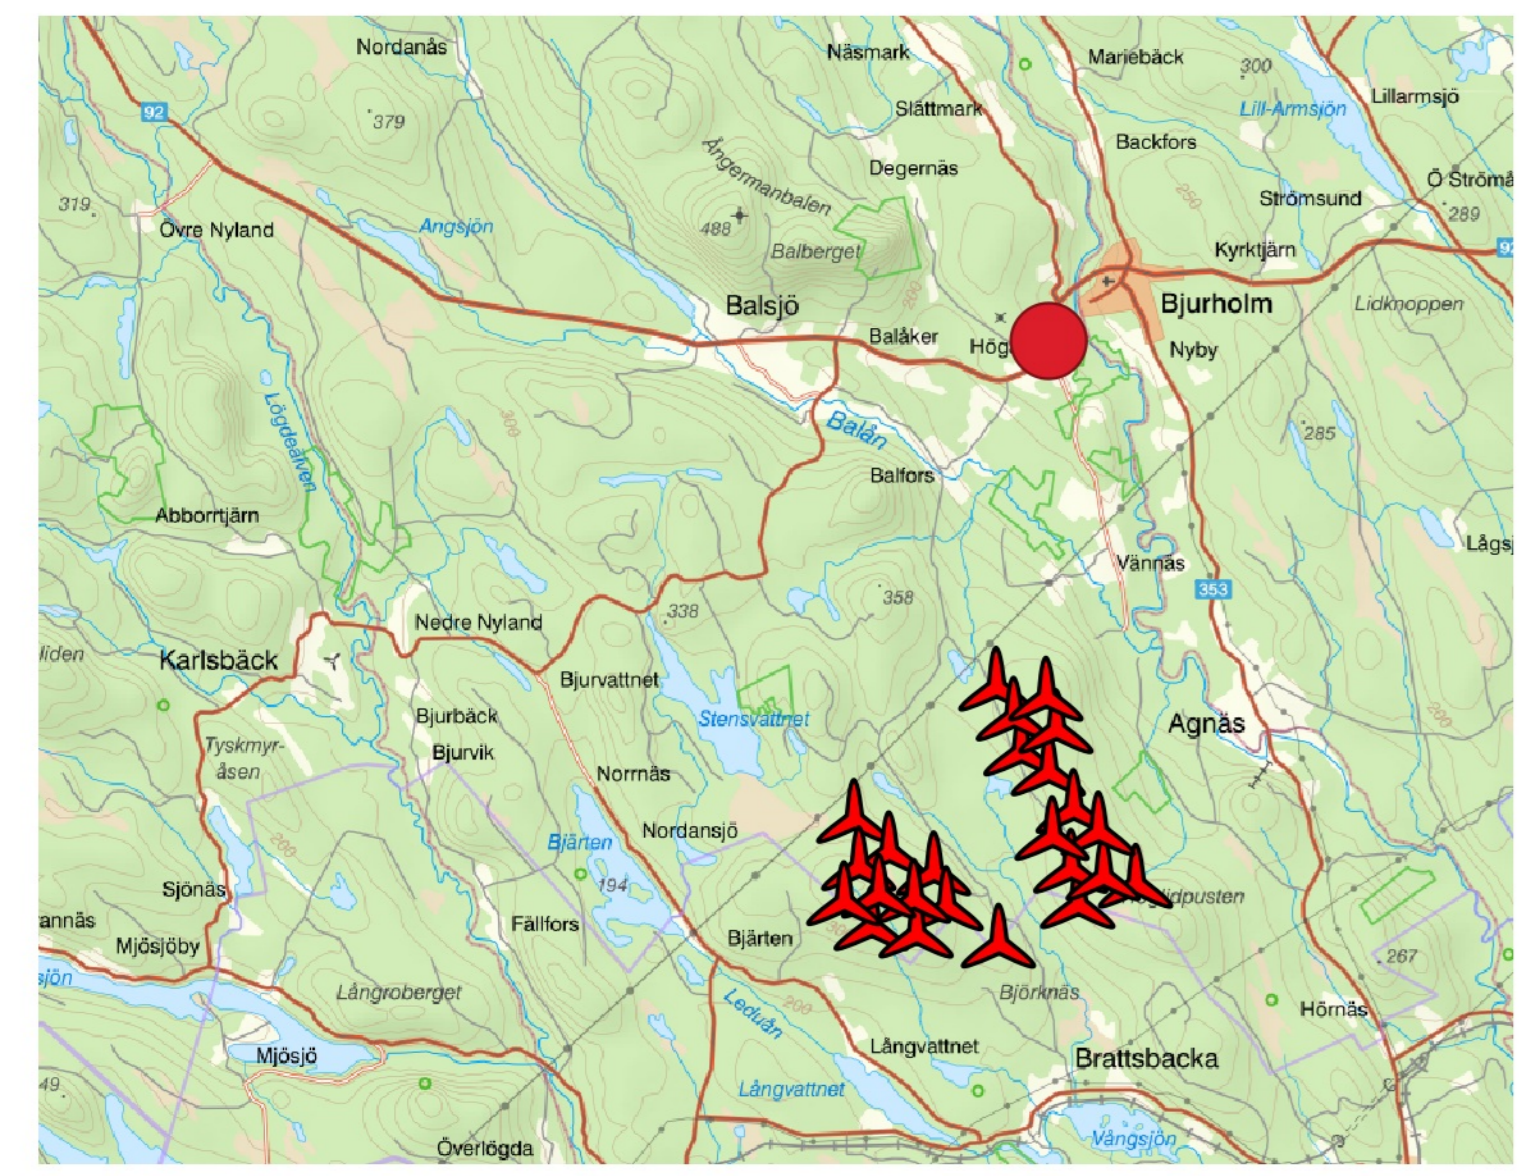 Nordanås
Näsmark
Mariebäck
300
Lillarmsjö
92
379
Slättmark
Lill-Armsjön
Backfors
Ångermanbalen
Degernäs
250
Strömsund
319
Övre Nyland
Angsjön
488
Balberget
289
Kyrktjärn
Balsjö
200
Bjurholm
Lidknoppen
Balåker
Nyby
Lögdeälven
300
Balån
285
Balfors
Abborrtjärn
Vännäs
353
338
358
Nedre Nyland
Karlsbäck
Bjurvattnet
Bjurbäck
Stensvattnet
Agnäs
200
Tyskmyr-
åsen
Bjurvik
Norrnäs
Nordansjö
Bjärten
200
194
Sjönäs
Fällfors
Mjösjöby
Bjärten
267
Långroberget
Leduån
200
Björknäs
Hörnäs
Mjösjö
Långvattnet
Brattsbacka
Långvattnet
Vångsjön
Överlögda